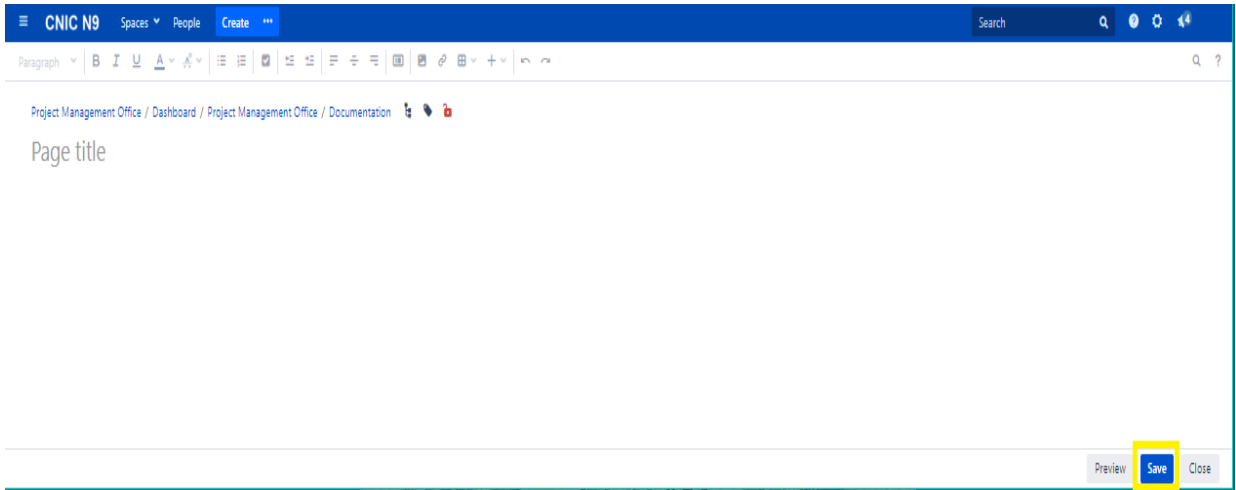 CNIC N9 Spaces People Create ••• Search 4
Paragraph B I U A A ?
Project Management Office / Dashboard / Project Management Office / Documentation
Page title
Preview Save Close